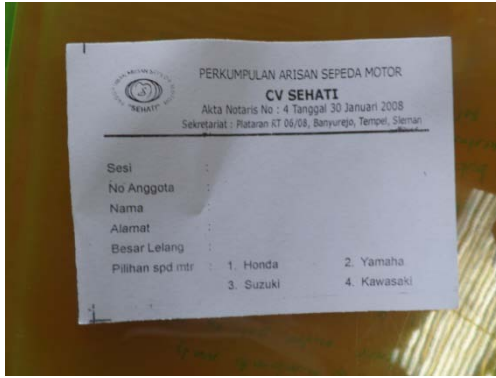 PERKUMPULAN ARISAN SEPEDA MOTOR
CV SEHATI
Akta Notaris No : 4 Tanggal 30 Januari 2008
Sekretariat : Plataran RT 06/08, Banyurejo, Tempel, Sleman
"SEHATI"
Sesi :
No Anggota :
Nama :
Alamat :
Besar Lelang :
Pilihan spd mtr : 1. Honda 2. Yamaha
3. Suzuki 4. Kawasaki